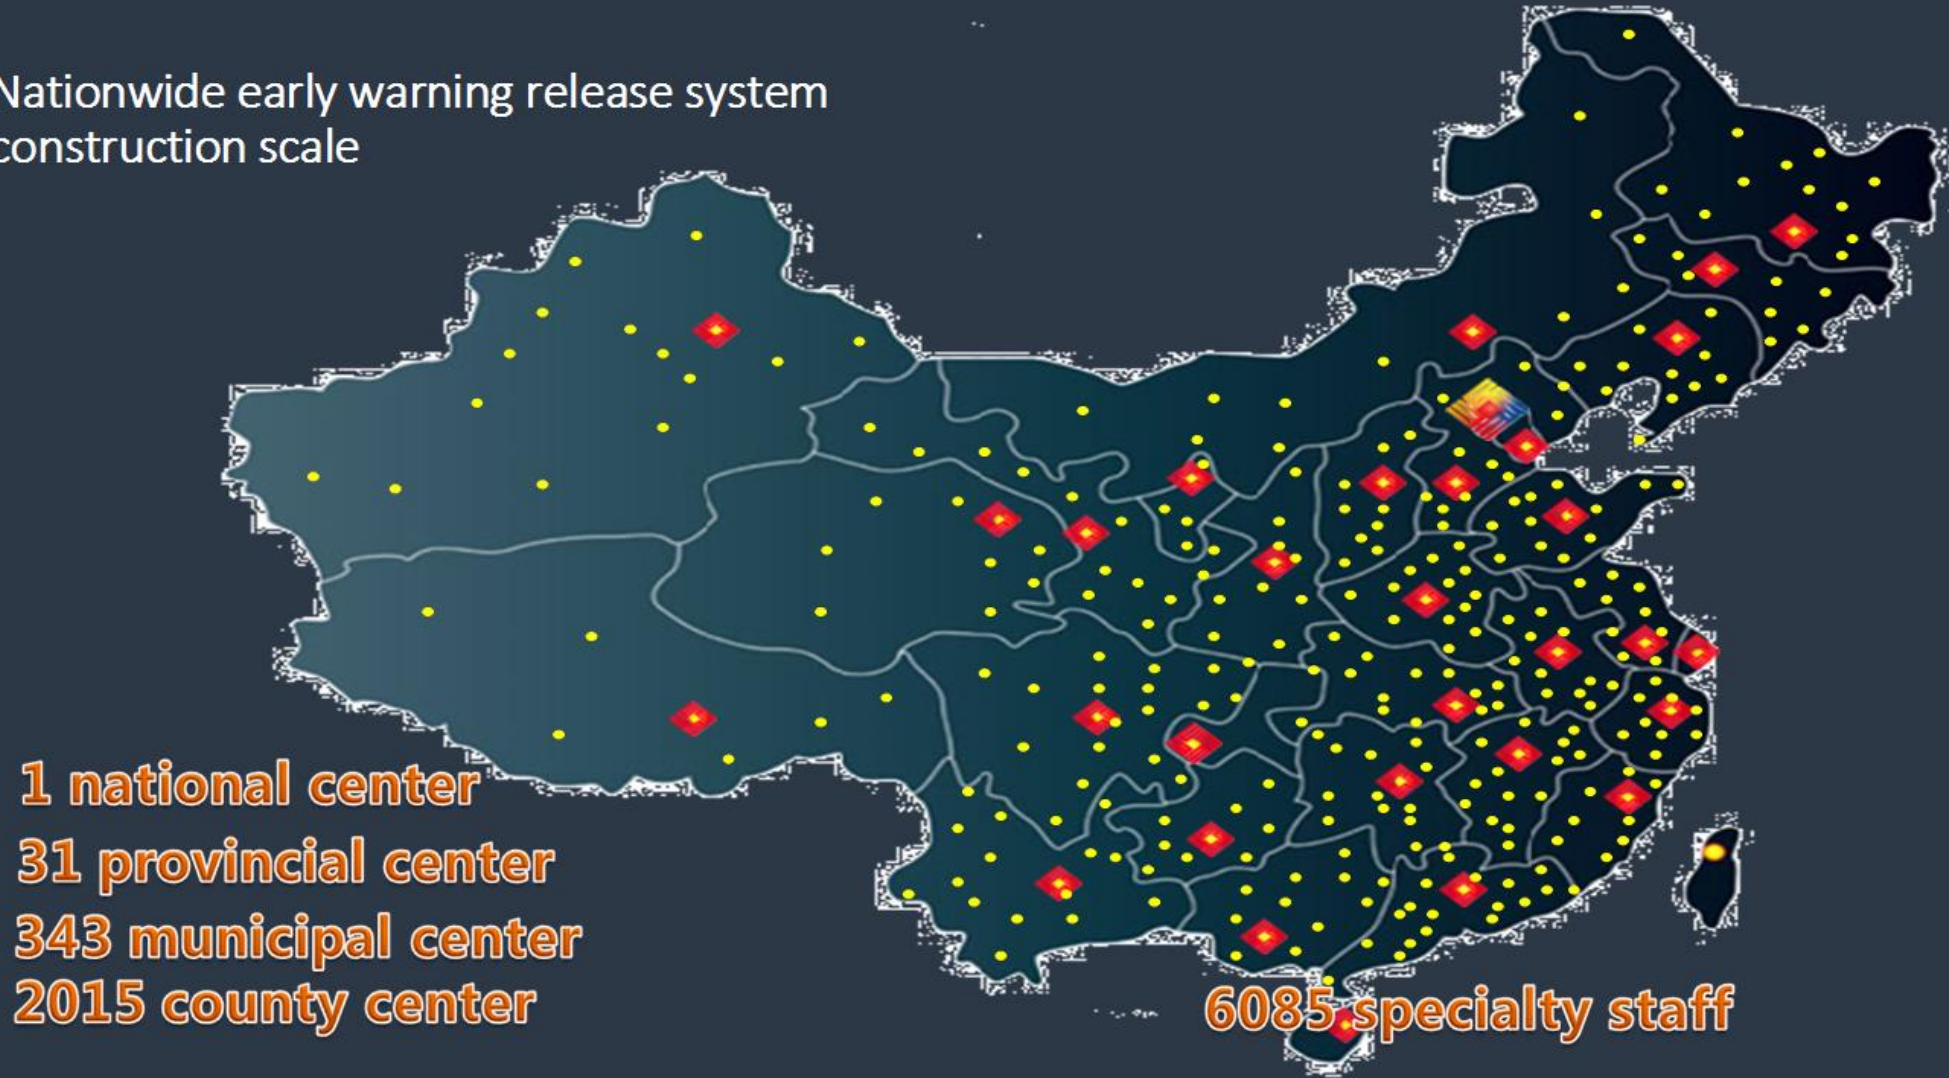 Nationwide early warning release system
construction scale
1 national center
31 provincial center
343 municipal center
2015 county center
6085 specialty staff